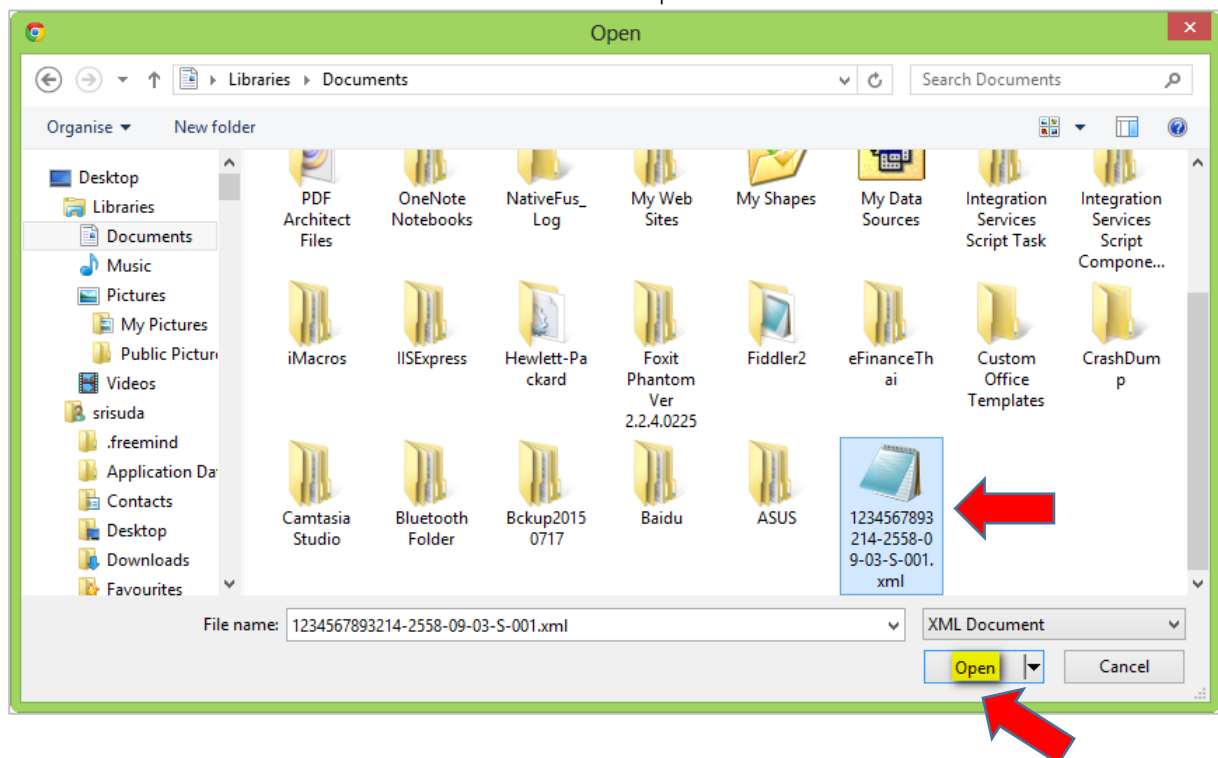 Open
Libraries
Documents
Search Documents
Organise
New folder
Desktop
Libraries
Documents
Music
Pictures
My Pictures
Public Pictur
Videos
srisuda
.freemind
Application Da
Contacts
Desktop
Downloads
Favourites
PDF
Architect
Files
OneNote
Notebooks
NativeFus_
Log
My Web
Sites
My Shapes
My Data
Sources
Integration
Services
Script Task
Integration
Services
Script
Compone...
iMacros
IISExpress
Hewlett-Pa
ckard
Foxit
Phantom
Ver
2.2.4.0225
Fiddler2
eFinanceTh
ai
Custom
Office
Templates
CrashDum
p
Camtasia
Studio
Bluetooth
Folder
Bckup2015
0717
Baidu
ASUS
1234567893
214-2558-0
9-03-S-001.
xml
File name:
1234567893214-2558-09-03-S-001.xml
XML Document
Open
Cancel